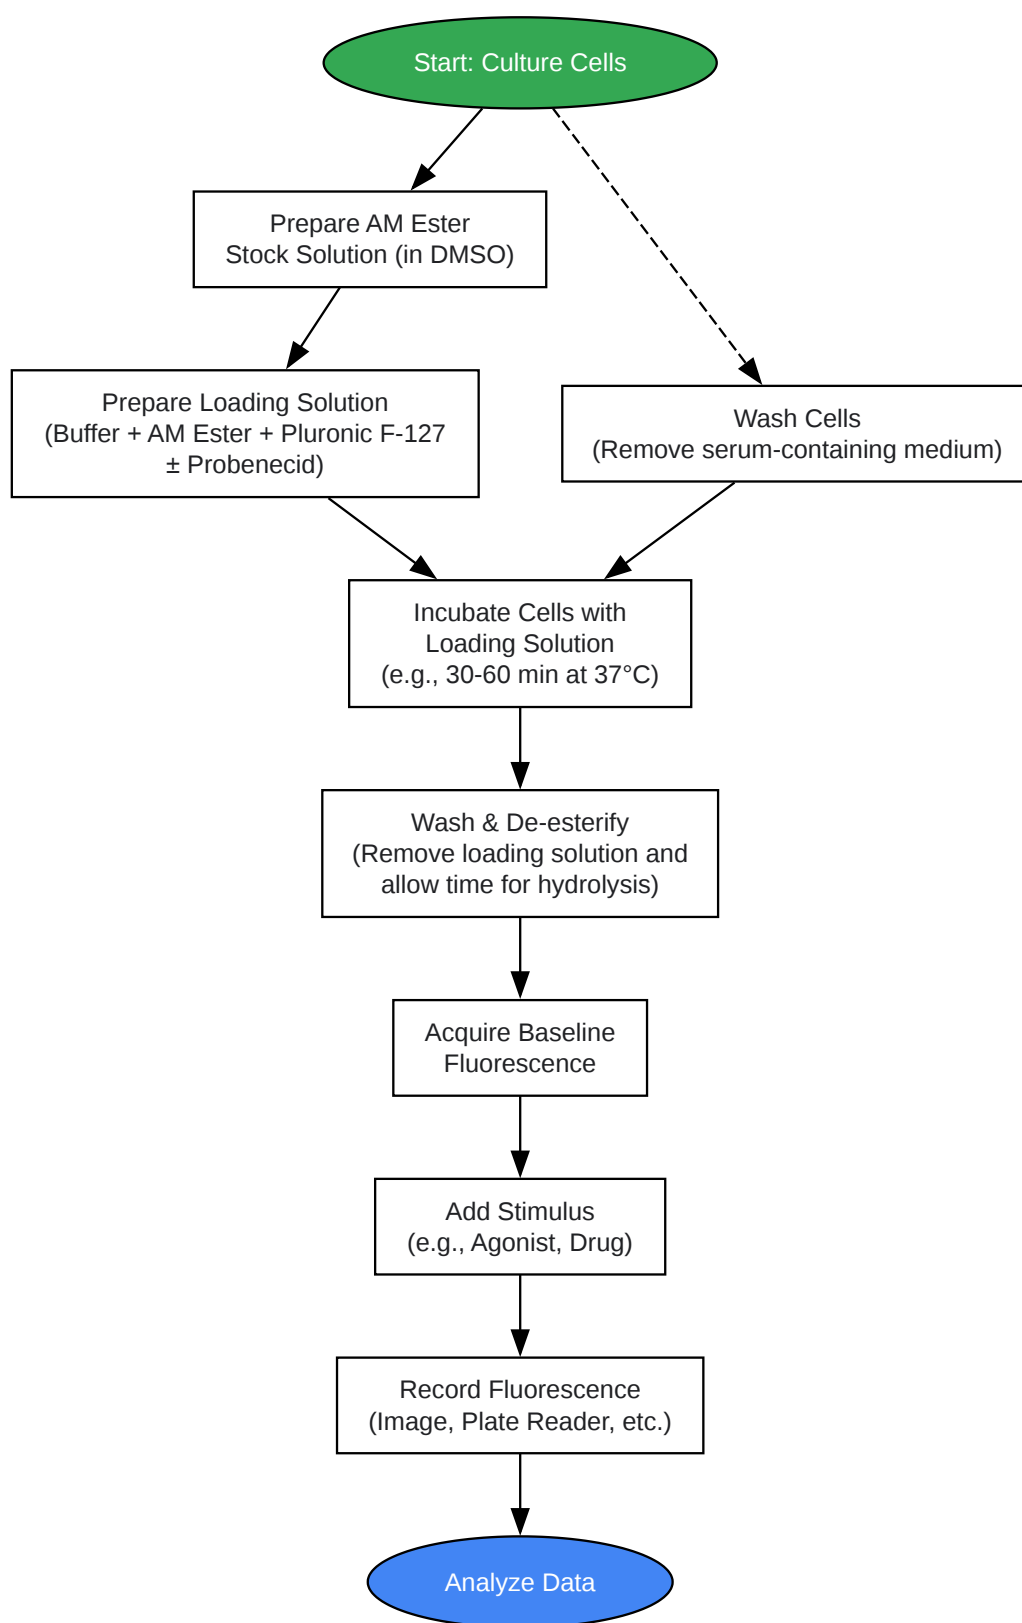 Start: Culture Cells
Prepare AM Ester
Stock Solution (in DMSO)
Prepare Loading Solution
(Buffer + AM Ester + Pluronic F-127
± Probenecid)
Wash Cells
(Remove serum-containing medium)
Incubate Cells with
Loading Solution
(e.g., 30-60 min at 37°C)
Wash & De-esterify
(Remove loading solution and
allow time for hydrolysis)
Acquire Baseline
Fluorescence
Add Stimulus
(e.g., Agonist, Drug)
Record Fluorescence
(Image, Plate Reader, etc.)
Analyze Data